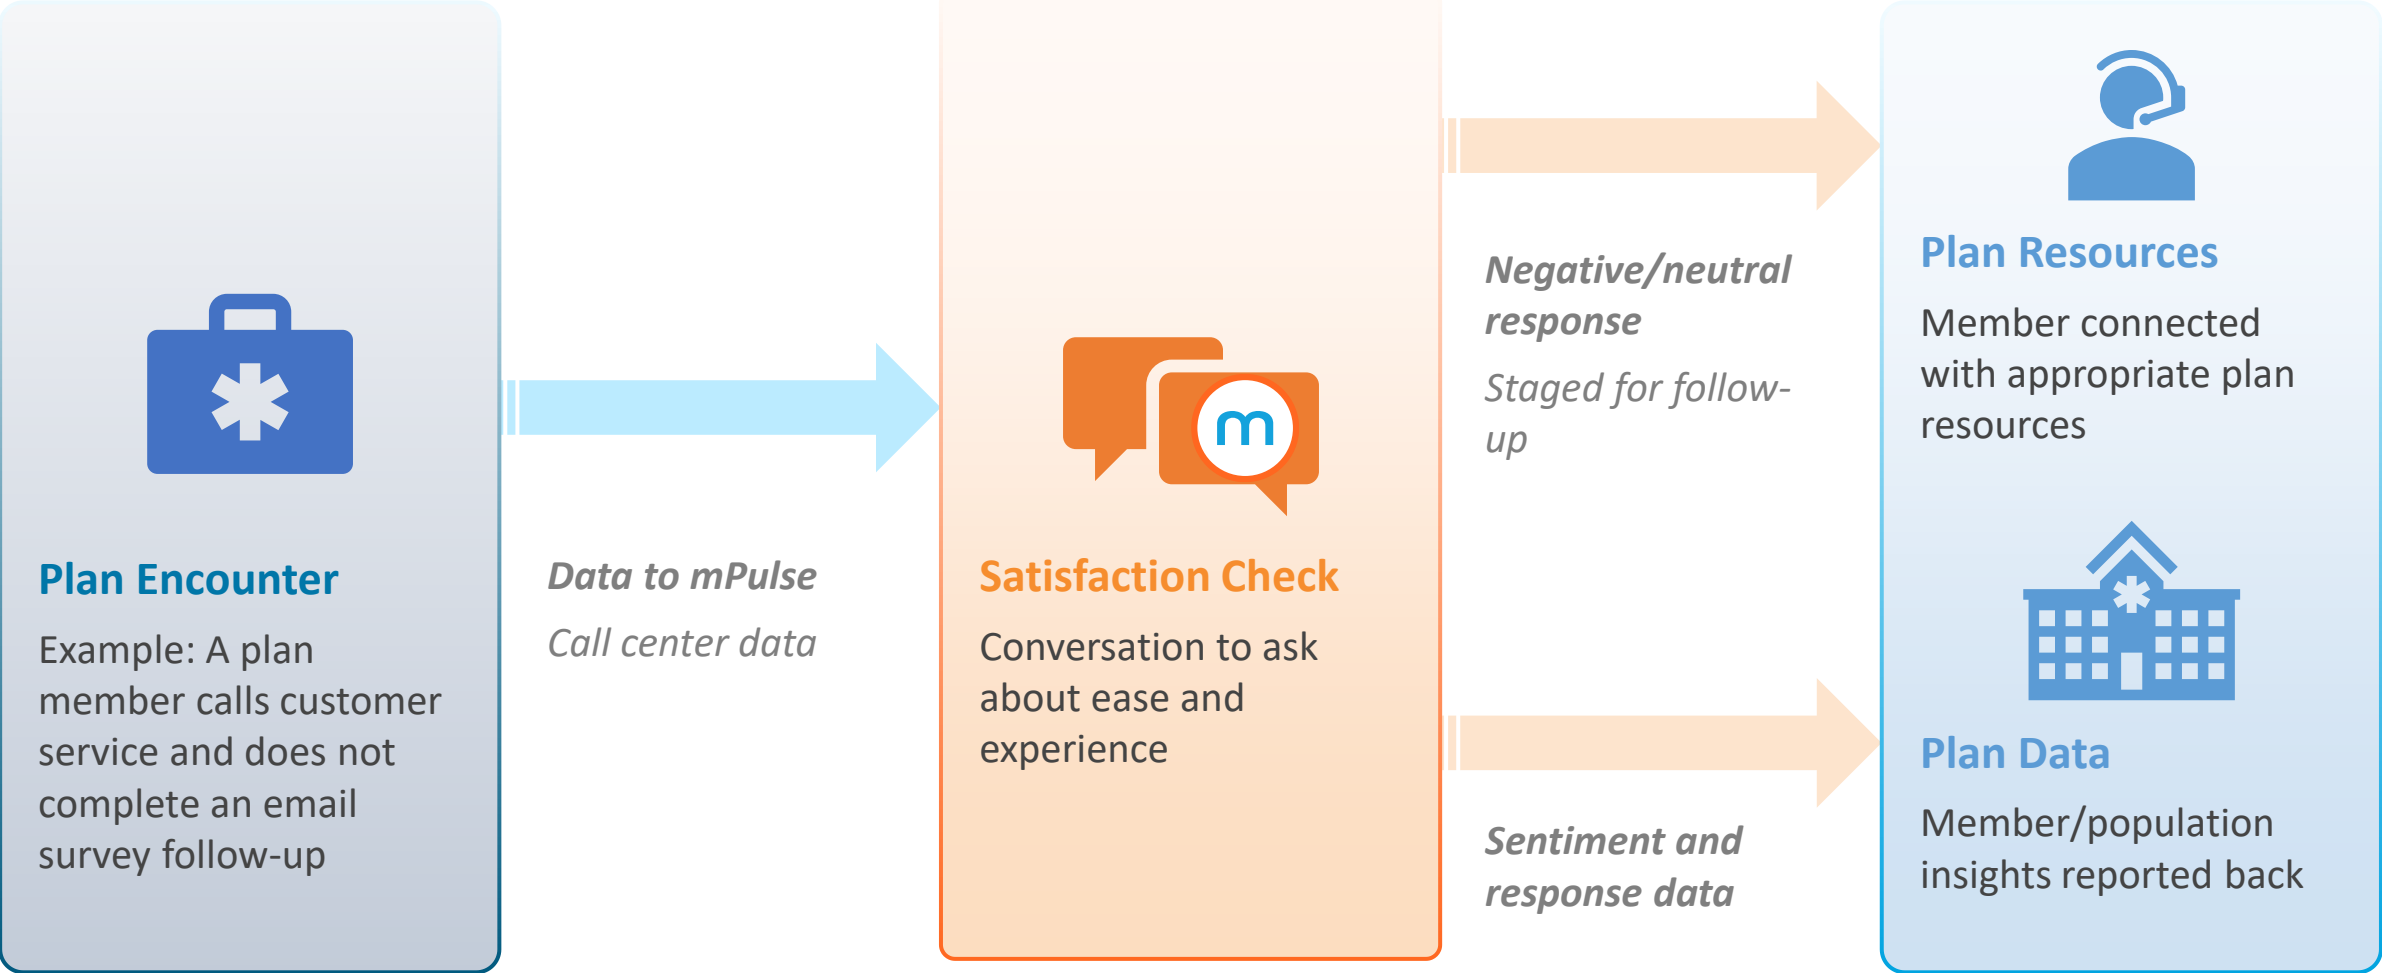 Plan Encounter
Example: A plan
member calls customer
service and does not
complete an email
survey follow-up
Data to mPulse
Call center data
m
Satisfaction Check
Conversation to ask
about ease and
experience
Negative/neutral
response
Staged for follow-
up
Sentiment and
response data
Plan Resources
Member connected
with appropriate plan
resources
Plan Data
Member/population
insights reported back